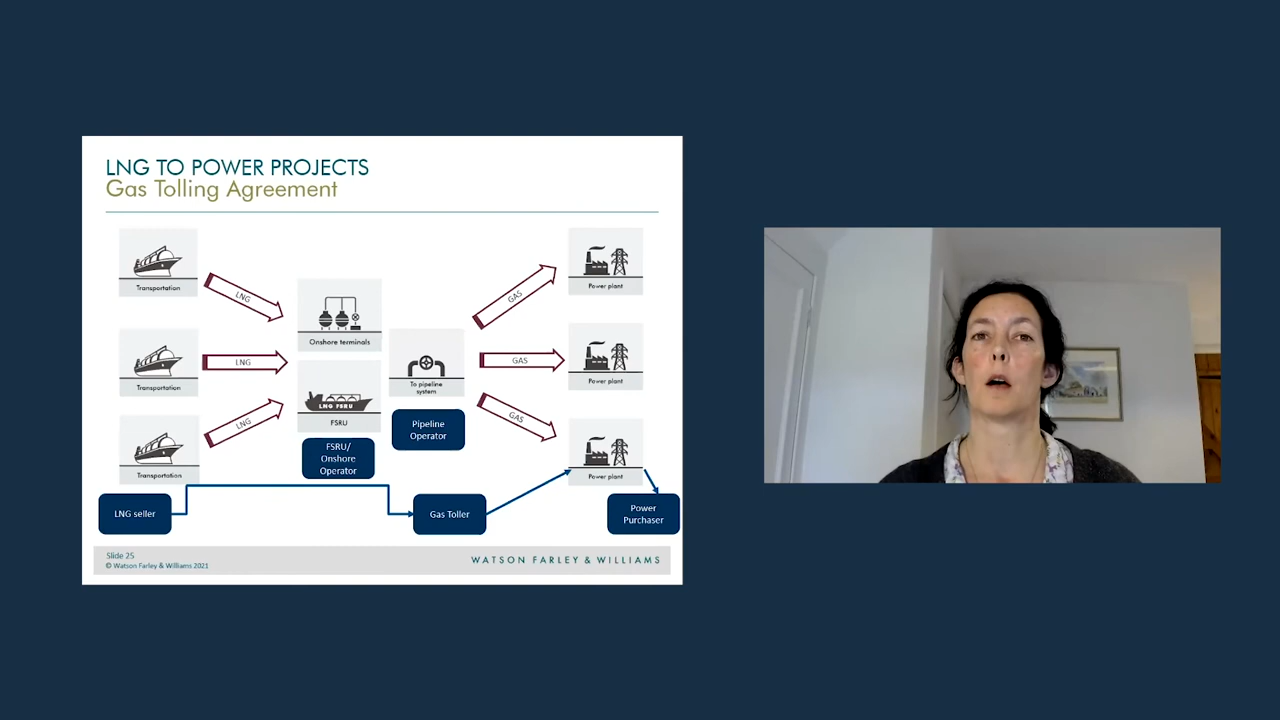 LNG TO POWER PROJECTS
Gas Tolling Agreement
Transportation
LNG
Transportation
LNG
Transportation
LNG
Onshore terminals
LNG FSRU
FSRU
FSRU/
Onshore
Operator
To pipeline
system
Pipeline
Operator
GAS
Power plant
GAS
Power plant
GAS
Power plant
LNG seller
Gas Toller
Power
Purchaser
Slide 25
© Watson Farley & Williams 2021
WATSON FARLEY & WILLIAMS